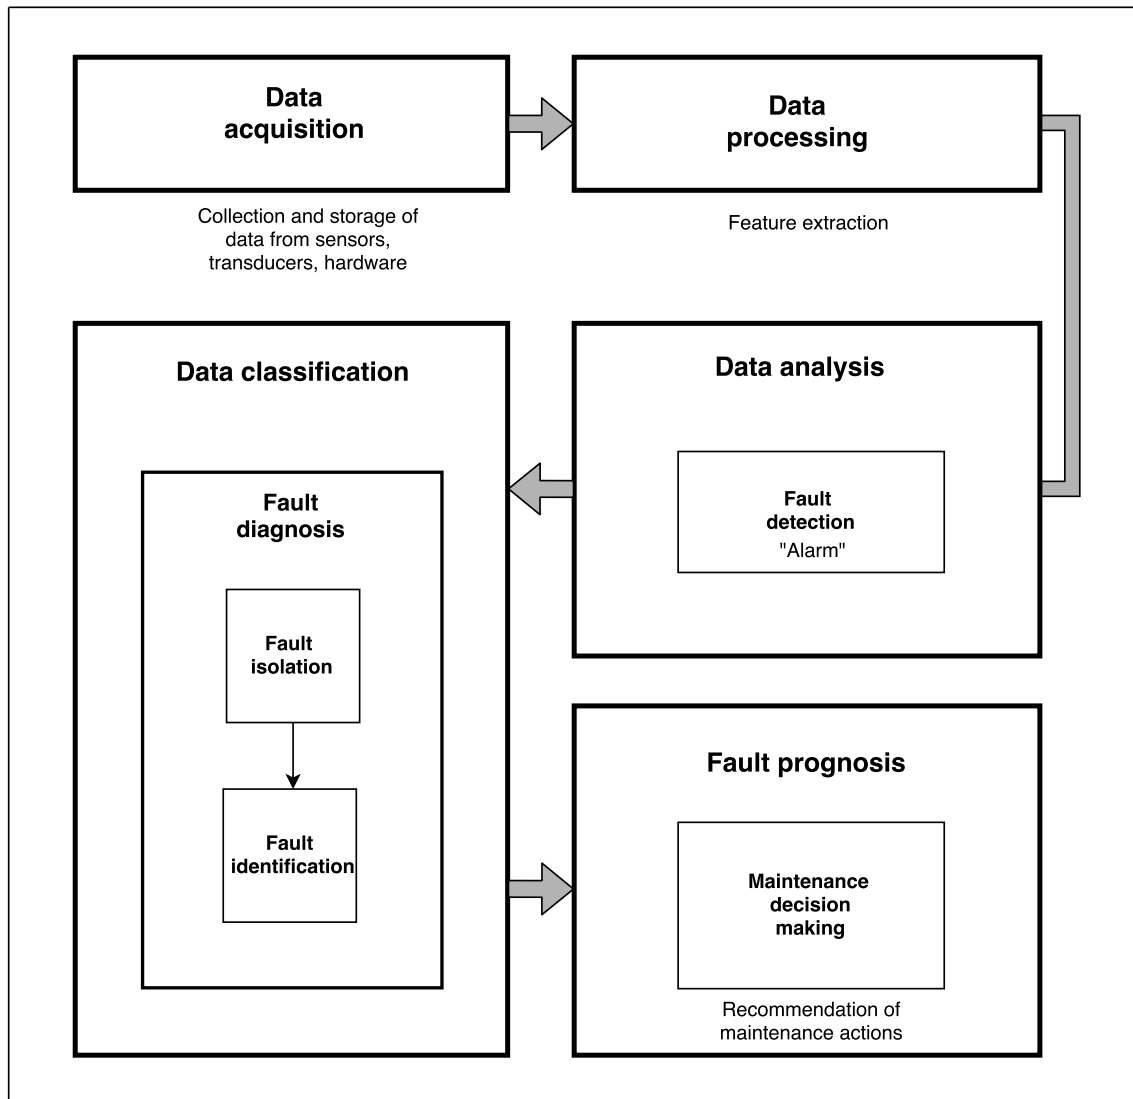 Data
acquisition
Data
processing
Collection and storage of
data from sensors,
transducers, hardware
Feature extraction
Data classification
Data analysis
Fault
diagnosis
Fault
detection
"Alarm"
Fault
isolation
Fault
identification
Fault prognosis
Maintenance
decision
making
Recommendation of
maintenance actions